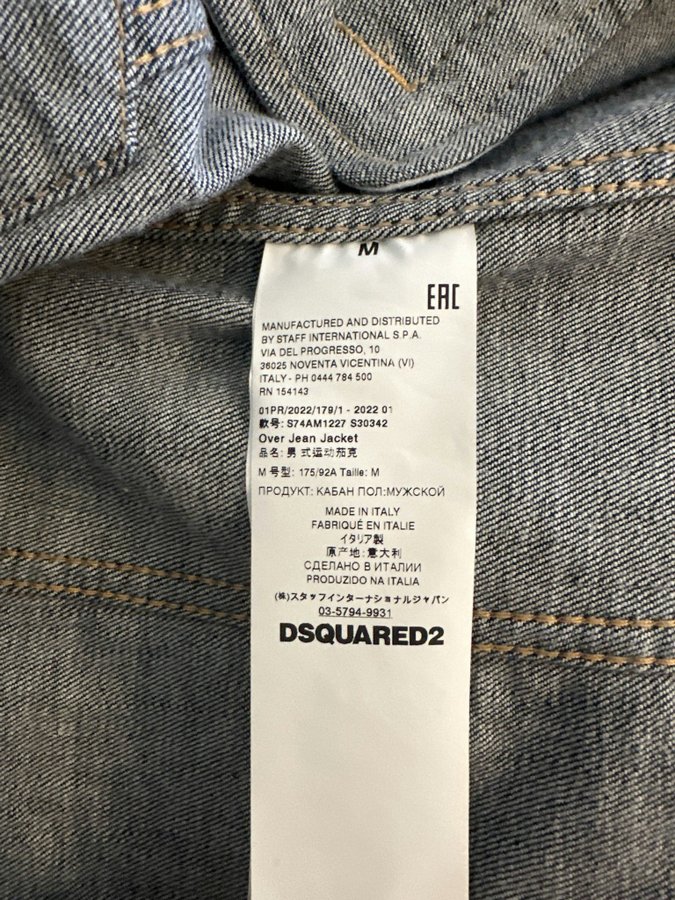 M
EAC
MANUFACTURED AND DISTRIBUTED
BY STAFF INTERNATIONAL S.P.A.
VIA DEL PROGRESSO, 10
36025 NOVENTA VICENTINA (VI)
ITALY - PH 0444 784 500
RN 154143
01PR/2022/179/1 - 2022 01
款号: S74AM1227 S30342
Over Jean Jacket
品名: 男式运动茄克
M 号型: 175/92A Taille: M
ПРОДУКТ: КАБАН ПОЛ:МУЖСКОЙ
MADE IN ITALY
FABRIQUÉ EN ITALIE
イタリア製
原产地: 意大利
СДЕЛАНО В ИТАЛИИ
PRODUZIDO NA ITALIA
(株)スタッフインターナショナルジャパン
03-5794-9931
DSQUARED2